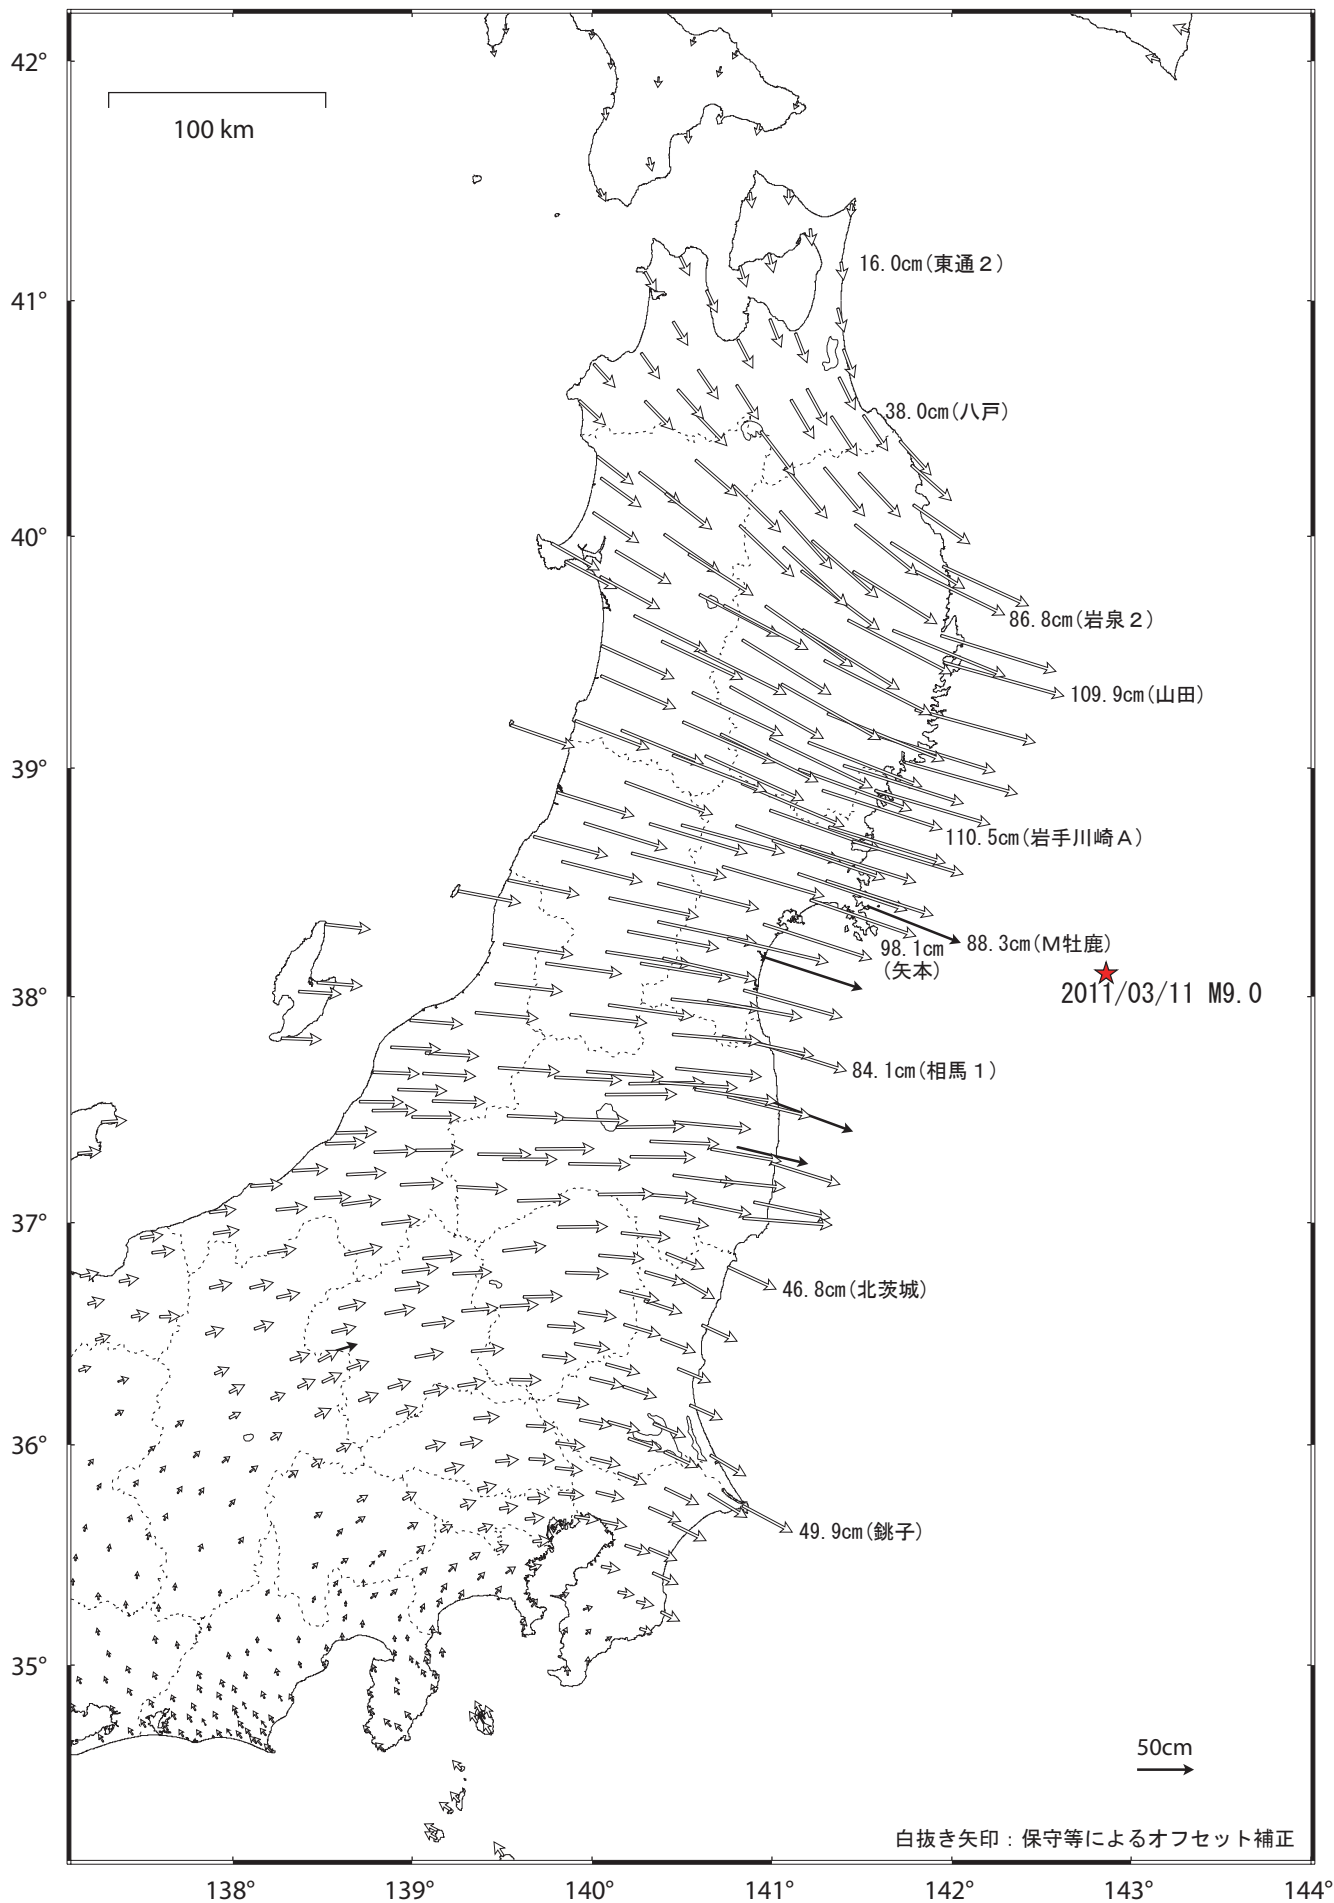 42°
100 km
16.0cm(東通２)
41°
38.0cm(八戸)
40°
86.8cm(岩泉２)
109.9cm(山田)
39°
110.5cm(岩手川崎Ａ)
98.1cm
(矢本)
88.3cm(Ｍ牡鹿)
38°
2011/03/11 M9.0
84.1cm(相馬１)
37°
46.8cm(北茨城)
36°
49.9cm(銚子)
35°
50cm
白抜き矢印：保守等によるオフセット補正
138°
139°
140°
141°
142°
143°
144°